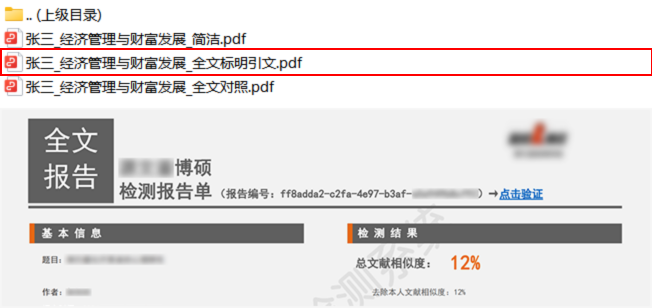 .. (上级目录)
张三_经济管理与财富发展_简洁.pdf
张三_经济管理与财富发展_全文标明引文.pdf
张三_经济管理与财富发展_全文对照.pdf
全文
报告
博硕
检测报告单 (报告编号: ff8adda2-c2fa-4e97-b3af- ) →点击验证
基本信息
检测结果
题目:
总文献相似度: 12%
作者:
去除本人文献相似度: 12%
检测系统